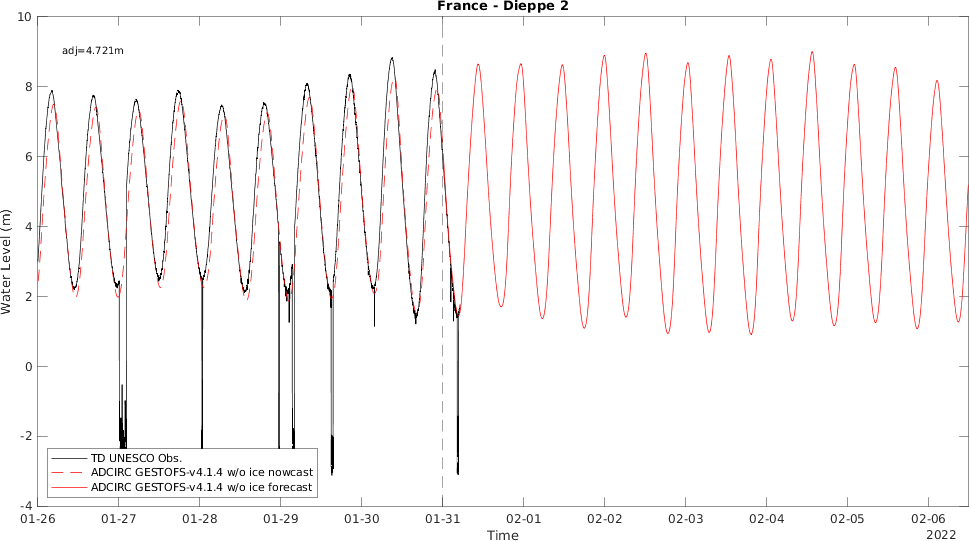 France - Dieppe 2
adj=4.721m
10
8
6
4
2
0
-2
-4
Water Level (m)
TD UNESCO Obs.
ADCIRC GESTOFS-v4.1.4 w/o ice nowcast
ADCIRC GESTOFS-v4.1.4 w/o ice forecast
01-26 01-27 01-28 01-29 01-30 01-31 02-01 02-02 02-03 02-04 02-05 02-06
Time
2022